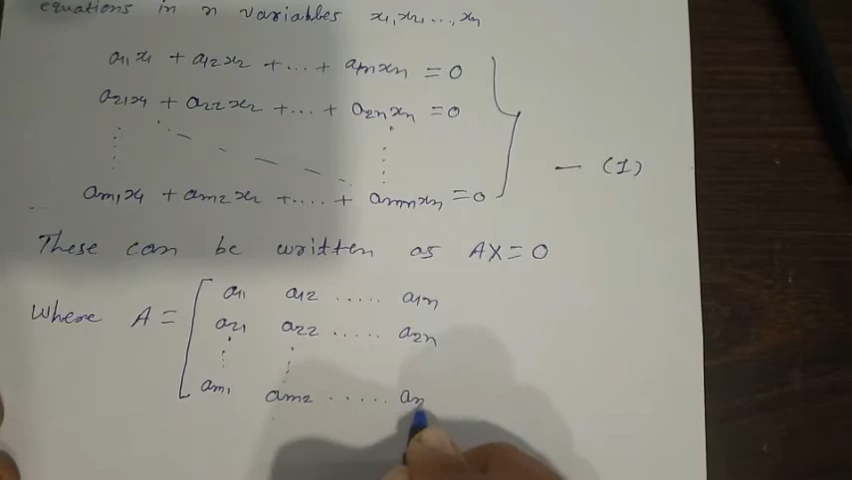 equations in n variables x1, x2, ..., xn
a11x1 + a12x2 + ... + a1nxn = 0
a21x1 + a22x2 + ... + a2nxn = 0
am1x1 + am2x2 + .... + amnxn = 0
— (1)
These can be written as AX = 0
Where A = [ a11 a12 ..... a1n
a21 a22 ..... a2n
am1 am2 ..... am